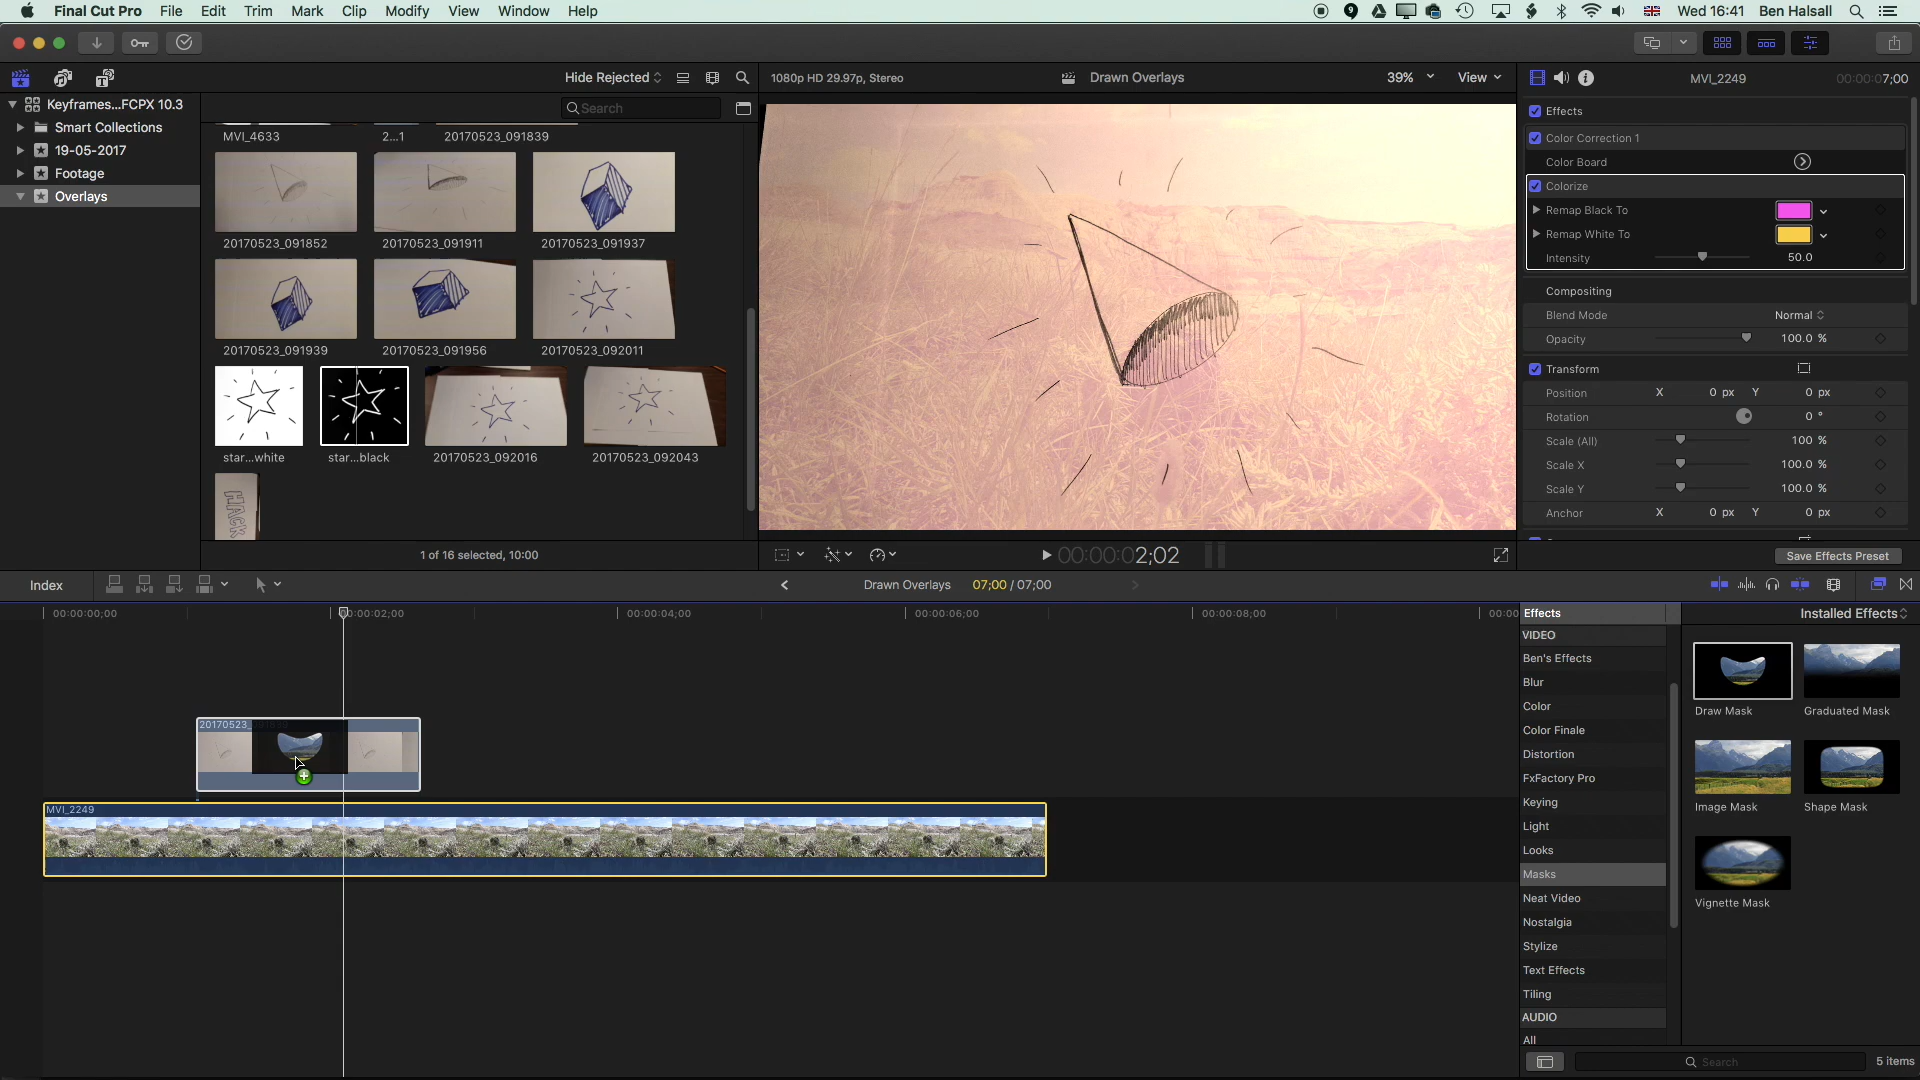 Final Cut Pro File Edit Trim Mark Clip Modify View Window Help 9 Wed 16:41 Ben Halsall
Hide Rejected 1080p HD 29.97p, Stereo Drawn Overlays 39% View MVI_2249 00:00:07;00
Keyframes...FCPX 10.3
Smart Collections
19-05-2017
Footage
Overlays
Search
MVI_4633 2...1 20170523_091839
20170523_091852 20170523_091911 20170523_091937
20170523_091939 20170523_091956 20170523_092011
star...white star...black 20170523_092016 20170523_092043
HACK
1 of 16 selected, 10:00
00:00:02;02
Effects
Color Correction 1
Color Board
Colorize
Remap Black To
Remap White To
Intensity 50.0
Compositing
Blend Mode Normal
Opacity 100.0 %
Transform
Position X 0 px Y 0 px
Rotation 0 °
Scale (All) 100 %
Scale X 100.0 %
Scale Y 100.0 %
Anchor X 0 px Y 0 px
Save Effects Preset
Index Drawn Overlays 07;00 / 07;00
00:00:00;00 00:00:02;00 00:00:04;00 00:00:06;00 00:00:08;00 00:00
20170523_
MVI_2249
Effects Installed Effects
VIDEO
Ben's Effects
Blur
Color
Color Finale
Distortion
FxFactory Pro
Keying
Light
Looks
Masks
Neat Video
Nostalgia
Stylize
Text Effects
Tiling
AUDIO
All
Draw Mask Graduated Mask
Image Mask Shape Mask
Vignette Mask
Search 5 items